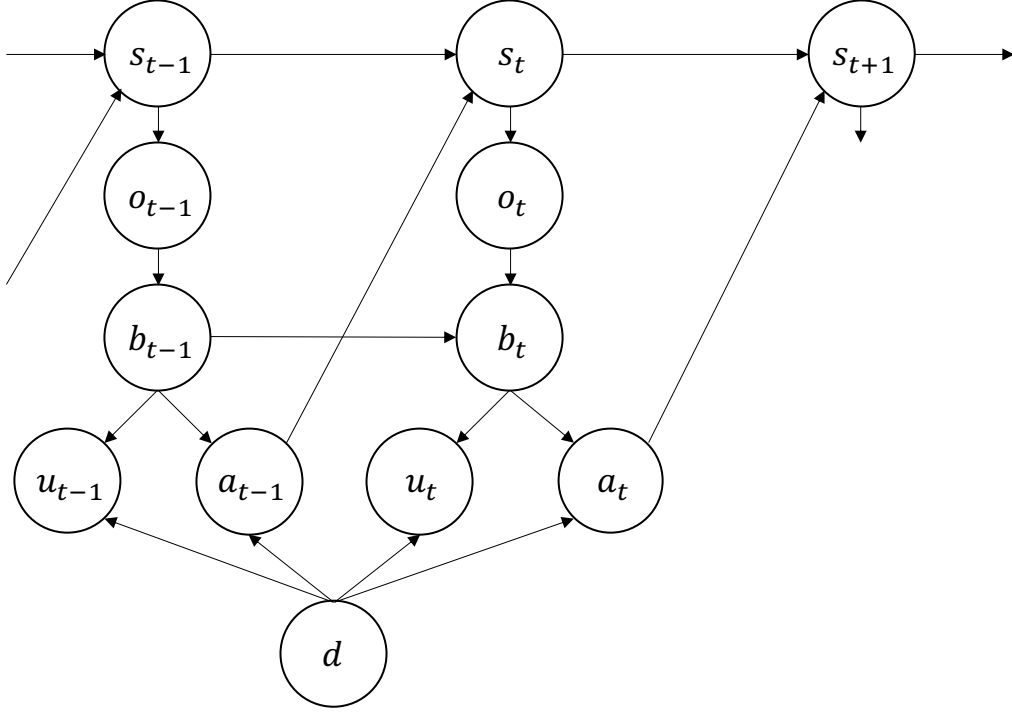 s_{t−1} s_t s_{t+1}
o_{t−1} o_t
b_{t−1} b_t
u_{t−1} a_{t−1} u_t a_t
d